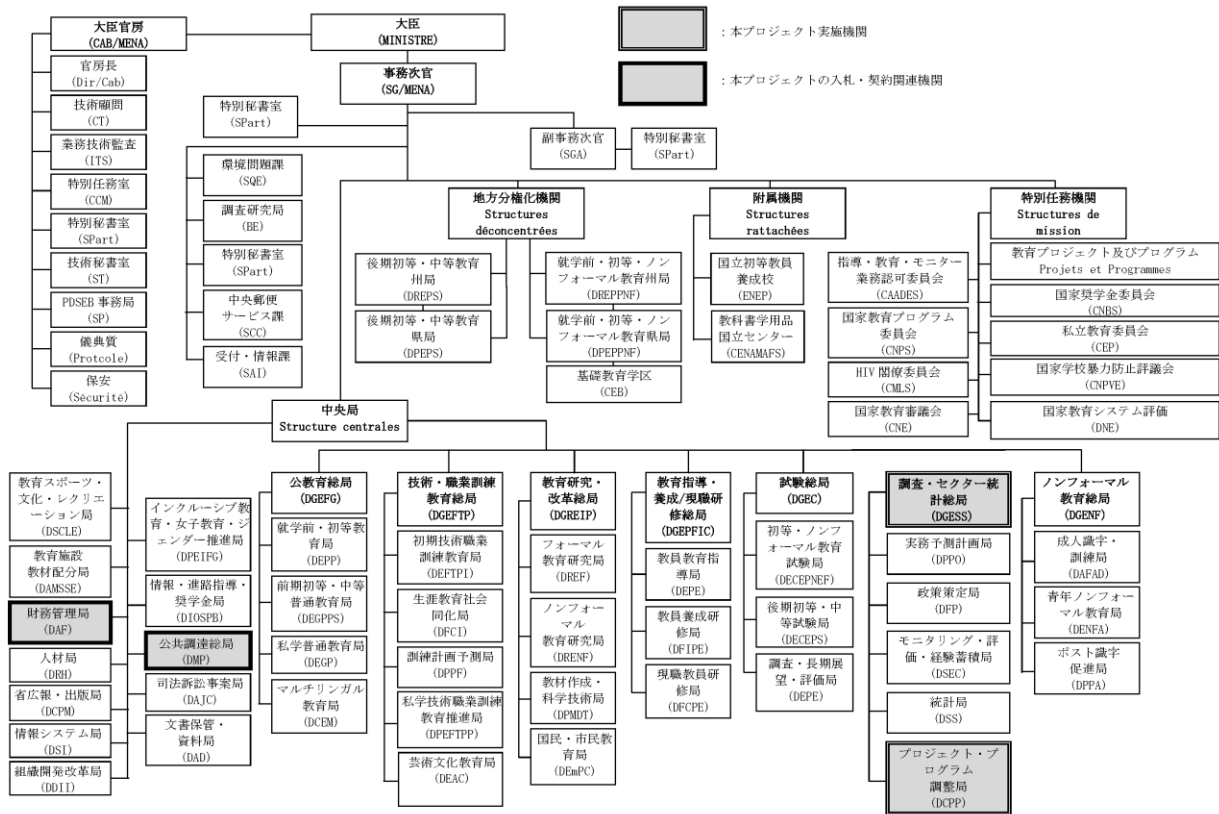 大臣官房
(CAB/MENA)
官房長
(Dir/Cab)
技術顧問
(CT)
業務技術監査
(ITS)
特別任務室
(CCM)
特別秘書室
(SPart)
技術秘書室
(ST)
PDSEB 事務局
(SP)
儀典質
(Protcole)
保安
(Sécurité)
大臣
(MINISTRE)
事務次官
(SG/MENA)
：本プロジェクト実施機関
：本プロジェクトの入札・契約関連機関
特別秘書室
(SPart)
副事務次官
(SGA)
特別秘書室
(SPart)
環境問題課
(SQE)
調査研究局
(BE)
特別秘書室
(SPart)
中央郵便
サービス課
(SCC)
受付・情報課
(SAI)
地方分権化機関
Structures
déconcentrées
後期初等・中等教育
州局
(DREPS)
後期初等・中等教育
県局
(DPEPS)
就学前・初等・ノン
フォーマル教育州局
(DREPPNF)
就学前・初等・ノン
フォーマル教育県局
(DPEPPNF)
基礎教育学区
(CEB)
附属機関
Structures
rattachées
国立初等教員
養成校
(ENEP)
教科書学用品
国立センター
(CENAMAFS)
特別任務機関
Structures de
mission
指導・教育・モニター
業務認可委員会
(CAADES)
国家教育プログラム
委員会
(CNPS)
HIV 閣僚委員会
(CMLS)
国家教育審議会
(CNE)
教育プロジェクト及びプログラム
Projets et Programmes
国家奨学金委員会
(CNBS)
私立教育委員会
(CEP)
国家学校暴力防止評議会
(CNPVE)
国家教育システム評価
(DNE)
中央局
Structure centrales
教育スポーツ・
文化・レクリエ
ーション局
(DSCLE)
教育施設
教材配分局
(DAMSSE)
財務管理局
(DAF)
人材局
(DRH)
省広報・出版局
(DCPM)
情報システム局
(DSI)
組織開発改革局
(DDII)
インクルーシブ教
育・女子教育・ジ
ェンダー推進局
(DPEIFG)
情報・進路指導・
奨学金局
(DIOSPB)
公共調達総局
(DMP)
司法訴訟事案局
(DAJC)
文書保管・
資料局
(DAD)
公教育総局
(DGEFG)
就学前・初等教
育局
(DEPP)
前期初等・中等
普通教育局
(DEGPPS)
私学普通教育局
(DEGP)
マルチリンガル
教育局
(DCEM)
技術・職業訓練
教育総局
(DGEFTP)
初期技術職業
訓練教育局
(DEFTPI)
生涯教育社会
同化局
(DFCI)
訓練計画予測局
(DPPF)
私学技術職業訓練
教育推進局
(DPEFTPP)
芸術文化教育局
(DEAC)
教育研究・
改革総局
(DGREIP)
フォーマル
教育研究局
(DREF)
ノンフォー
マル
教育研究局
(DRENF)
教材作成・
科学技術局
(DPMDT)
国民・市民教
育局
(DEmPC)
教育指導・
養成/現職研
修総局
(DGEPFIC)
教員教育指
導局
(DEPE)
教員養成研
修局
(DFIPE)
現職教員研
修局
(DFCPE)
試験総局
(DGEC)
初等・ノンフ
ォーマル教育
試験局
(DECEPNEF)
後期初等・中
等試験局
(DECEPS)
調査・長期展
望・評価局
(DEPE)
調査・セクター統
計総局
(DGESS)
実務予測計画局
(DPPO)
政策策定局
(DFP)
モニタリング・評
価・経験蓄積局
(DSEC)
統計局
(DSS)
プロジェクト・プ
ログラム
調整局
(DCPP)
ノンフォーマル
教育総局
(DGENF)
成人識字・
訓練局
(DAFAD)
青年ノンフォー
マル教育局
(DENFA)
ポスト識字
促進局
(DPPA)